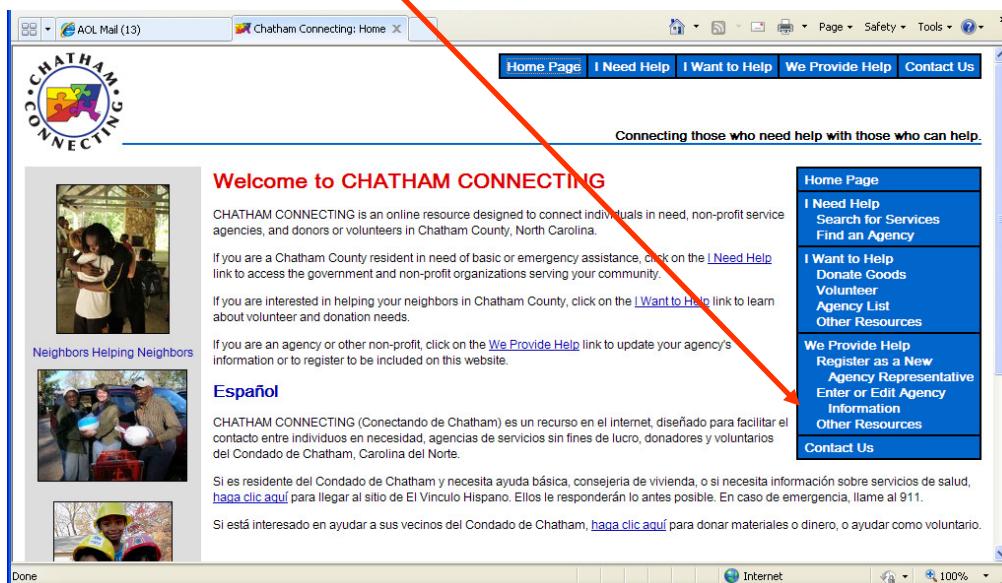 AOL Mail (13)
Chatham Connecting: Home X
Page Safety Tools
CHATHAM CONNECTING
Home Page I Need Help I Want to Help We Provide Help Contact Us
Connecting those who need help with those who can help.
Neighbors Helping Neighbors
Welcome to CHATHAM CONNECTING
CHATHAM CONNECTING is an online resource designed to connect individuals in need, non-profit service
agencies, and donors or volunteers in Chatham County, North Carolina.
If you are a Chatham County resident in need of basic or emergency assistance, click on the I Need Help
link to access the government and non-profit organizations serving your community.
If you are interested in helping your neighbors in Chatham County, click on the I Want to Help link to learn
about volunteer and donation needs.
If you are an agency or other non-profit, click on the We Provide Help link to update your agency's
information or to register to be included on this website.
Español
CHATHAM CONNECTING (Conectando de Chatham) es un recurso en el internet, diseñado para facilitar el
contacto entre individuos en necesidad, agencias de servicios sin fines de lucro, donadores y voluntarios
del Condado de Chatham, Carolina del Norte.
Si es residente del Condado de Chatham y necesita ayuda básica, consejeria de vivienda, o si necesita información sobre servicios de salud,
haga clic aquí para llegar al sitio de El Vinculo Hispano. Ellos le responderán lo antes posible. En caso de emergencia, llame al 911.
Si está interesado en ayudar a sus vecinos del Condado de Chatham, haga clic aquí para donar materiales o dinero, o ayudar como voluntario.
Home Page
I Need Help
Search for Services
Find an Agency
I Want to Help
Donate Goods
Volunteer
Agency List
Other Resources
We Provide Help
Register as a New
Agency Representative
Enter or Edit Agency
Information
Other Resources
Contact Us
Done
Internet
100%